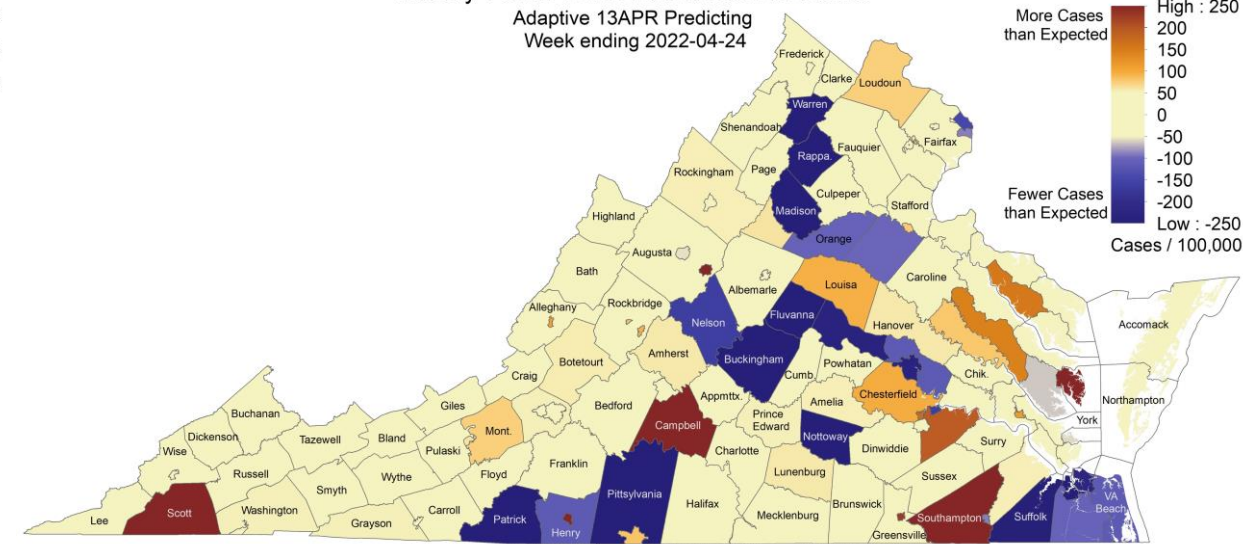 Adaptive 13APR Predicting
Week ending 2022-04-24
More Cases
than Expected
High : 250
200
150
100
50
0
-50
-100
-150
-200
Low : -250
Fewer Cases
than Expected
Cases / 100,000
Frederick
Clarke
Loudoun
Warren
Shenandoah
Fauquier
Fairfax
Rappa.
Page
Rockingham
Culpeper
Madison
Stafford
Highland
Orange
Augusta
Caroline
Bath
Albemarle
Louisa
Alleghany
Rockbridge
Fluvanna
Nelson
Hanover
Accomack
Buckingham
Amherst
Botetourt
Powhatan
Cumb.
Chik.
Craig
Appmttx.
Chesterfield
Northampton
Amelia
Giles
Bedford
Buchanan
Campbell
Prince
Edward
York
Mont.
Dickenson
Tazewell
Bland
Nottoway
Surry
Wise
Pulaski
Charlotte
Dinwiddie
Franklin
Russell
Wythe
Floyd
Lunenburg
Sussex
Smyth
Pittsylvania
VA
Beach
Washington
Carroll
Halifax
Brunswick
Lee
Scott
Grayson
Patrick
Henry
Mecklenburg
Southampton
Suffolk
Greensville